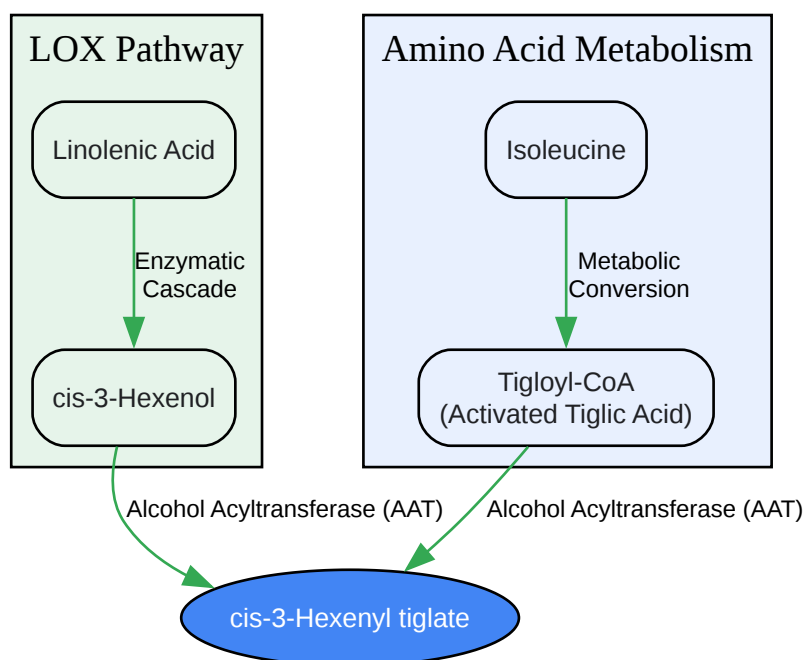 LOX Pathway
Linolenic Acid
Enzymatic
Cascade
cis-3-Hexenol
Amino Acid Metabolism
Isoleucine
Metabolic
Conversion
Tigloyl-CoA
(Activated Tiglic Acid)
Alcohol Acyltransferase (AAT)
Alcohol Acyltransferase (AAT)
cis-3-Hexenyl tiglate